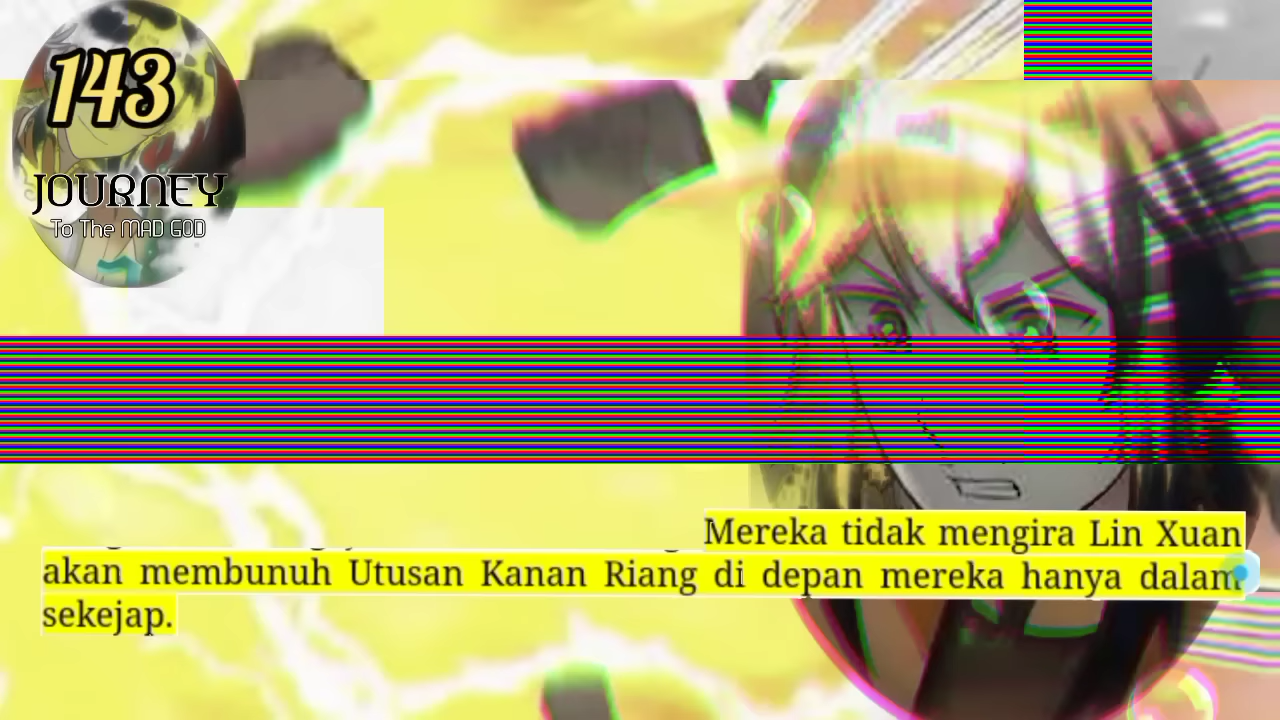 143
JOURNEY
To The MAD GOD
Mereka tidak mengira Lin Xuan
akan membunuh Utusan Kanan Riang di depan mereka hanya dalam
sekejap.